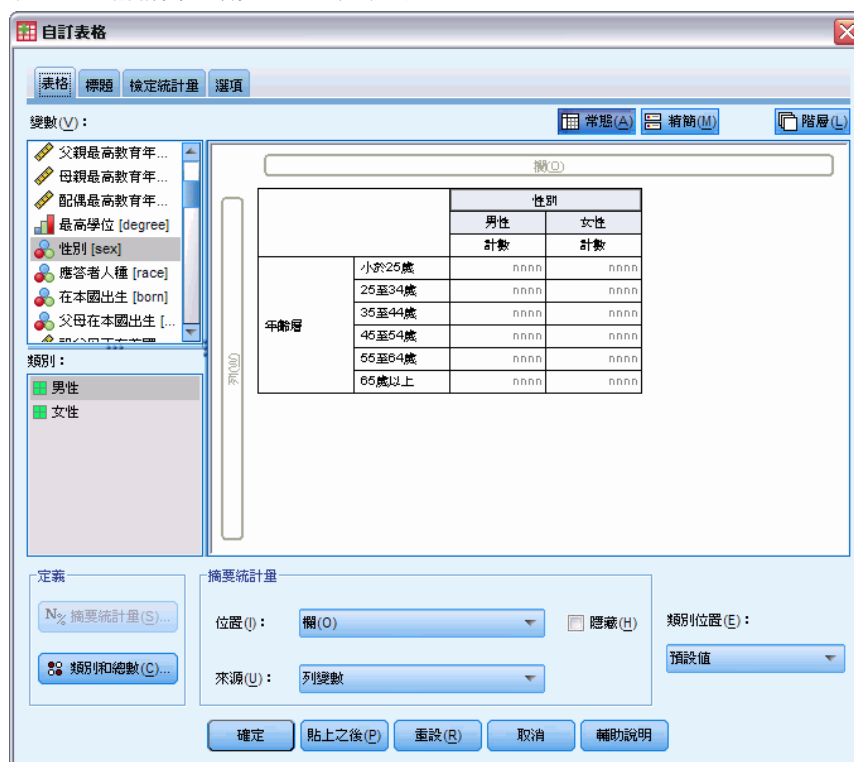 自訂表格
表格 標題 檢定統計量 選項
變數(V)：
常態(A) 精簡(M) 階層(L)
父親最高教育年...
母親最高教育年...
配偶最高教育年...
最高學位 [degree]
性別 [sex]
應答者人種 [race]
在本國出生 [born]
父母在本國出生 [...
類別：
男性
女性
欄(O)
列(W)
性別
男性 女性
計數 計數
年齡層
小於25歲 nnnn nnnn
25至34歲 nnnn nnnn
35至44歲 nnnn nnnn
45至54歲 nnnn nnnn
55至64歲 nnnn nnnn
65歲以上 nnnn nnnn
定義
N% 摘要統計量(S)...
類別和總數(C)...
摘要統計量
位置(I)： 欄(O) 隱藏(H)
來源(U)： 列變數
類別位置(E)：
預設值
確定 貼上之後(P) 重設(R) 取消 輔助說明